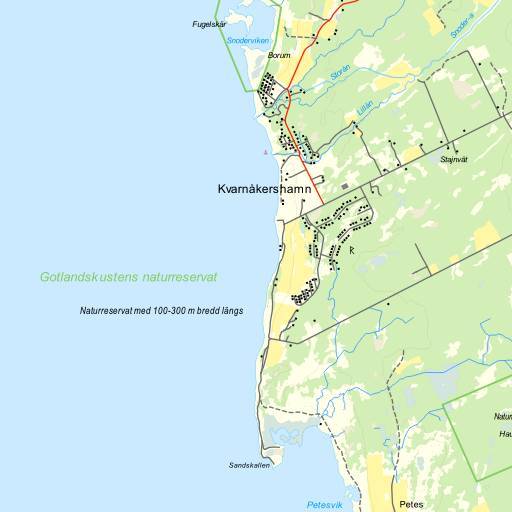 Fugelskär
Snoderviken
Borum
Snoder-a
Storån
Lillån
Stajnvät
Kvarnåkershamn
R
Gotlandskustens naturreservat
Naturreservat med 100-300 m bredd längs
Natur
Hau
Sandskallen
Petesvik
Petes